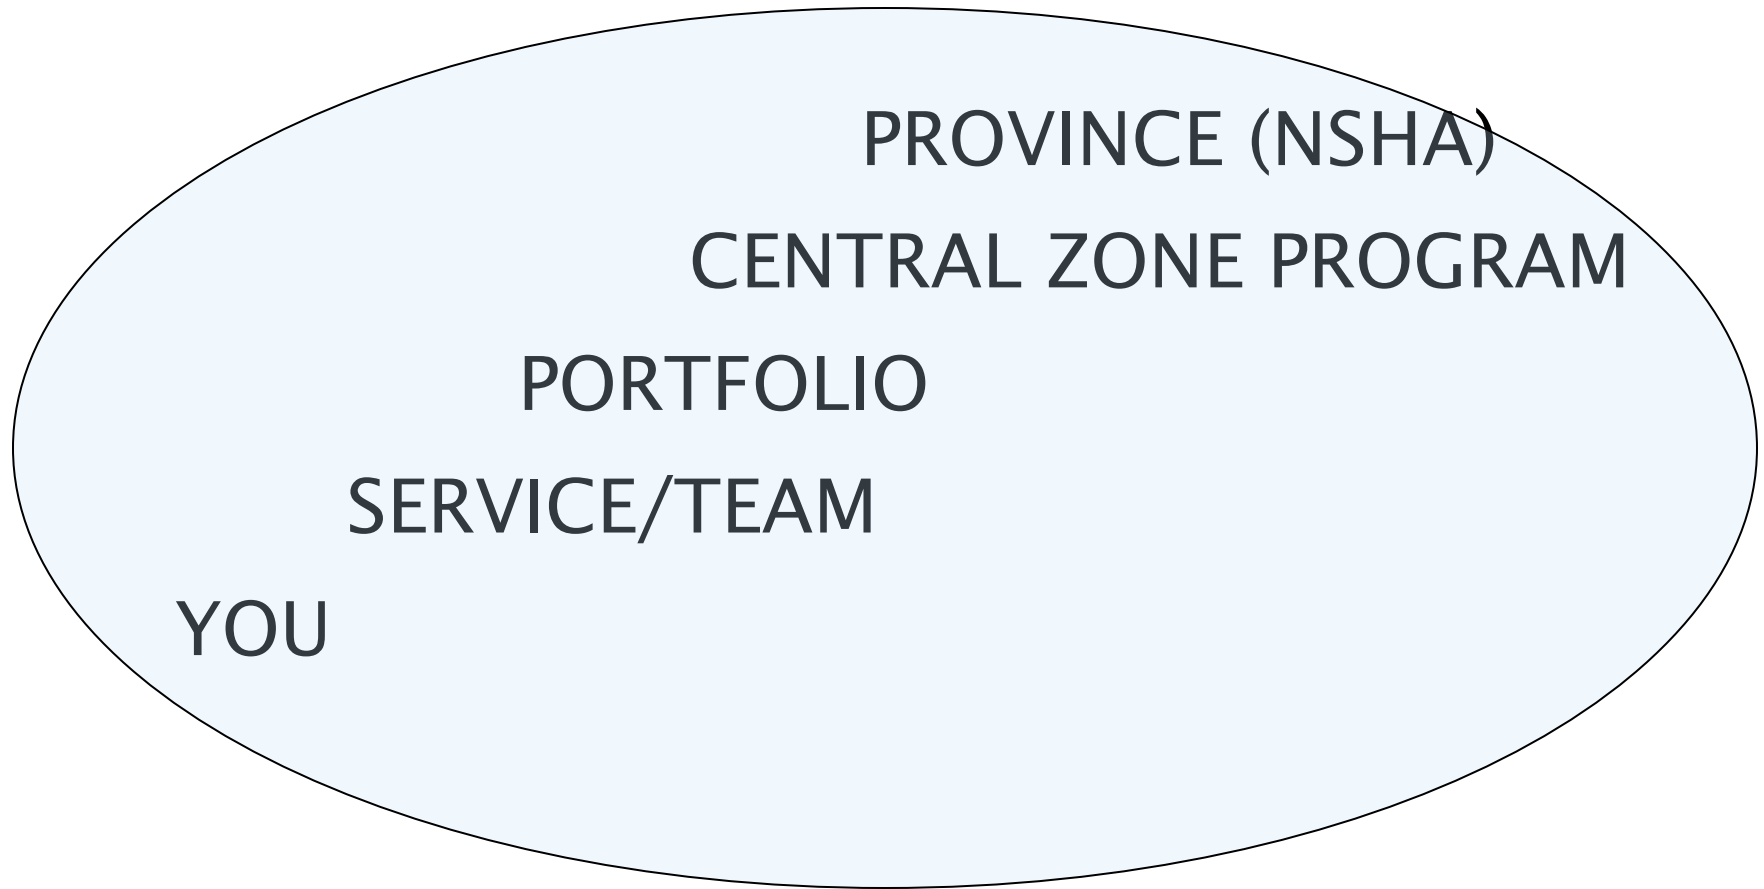 PROVINCE (NSHA)
CENTRAL ZONE PROGRAM
PORTFOLIO
SERVICE/TEAM
YOU